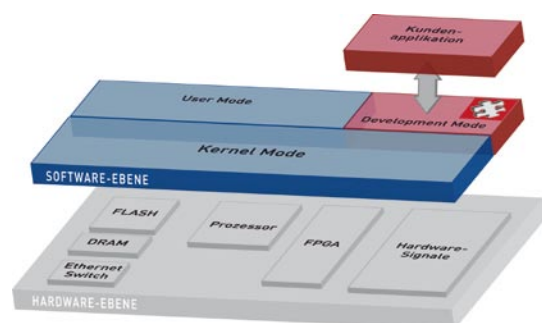 Kunden-
applikation
User Mode
Development Mode
Kernel Mode
SOFTWARE-EBENE
FLASH
Prozessor
FPGA
Hardware-
Signale
DRAM
Ethernet
Switch
HARDWARE-EBENE